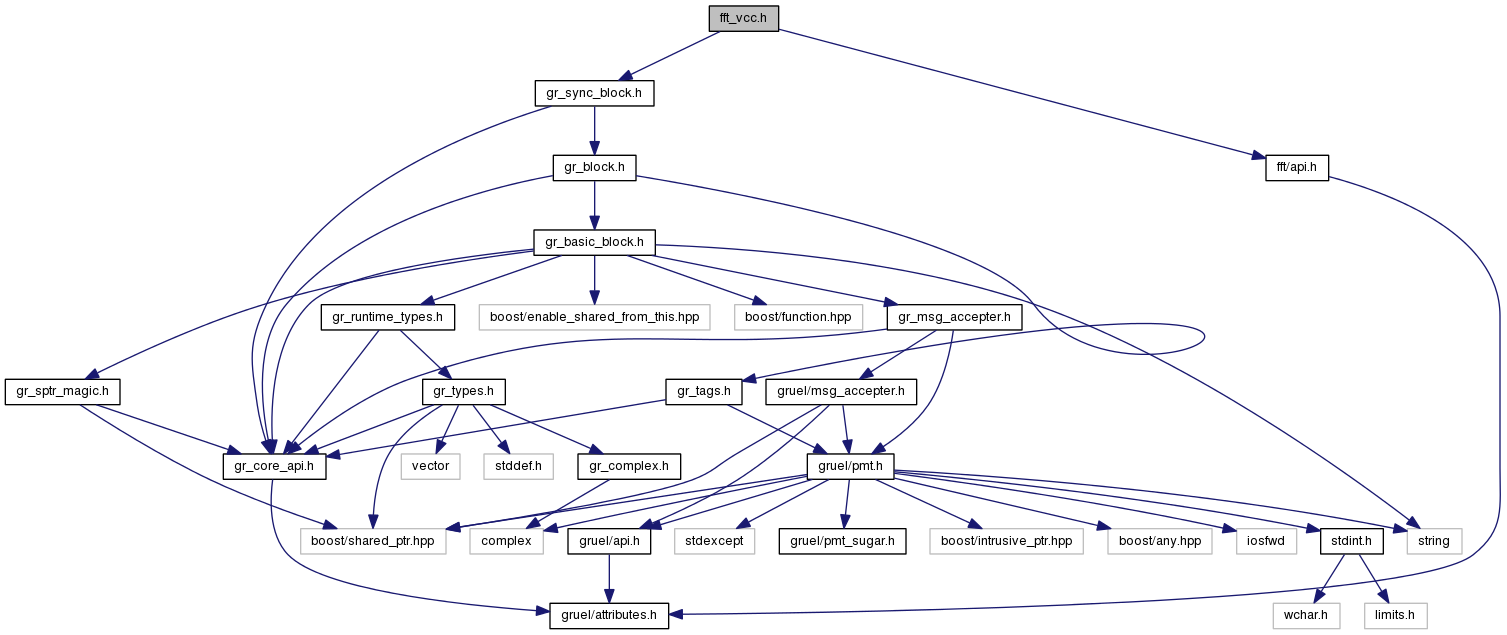 fft_vcc.h
gr_sync_block.h
gr_block.h
fft/api.h
gr_basic_block.h
gr_runtime_types.h
boost/enable_shared_from_this.hpp
boost/function.hpp
gr_msg_accepter.h
gr_sptr_magic.h
gr_types.h
gr_tags.h
gruel/msg_accepter.h
gr_core_api.h
vector
stddef.h
gr_complex.h
gruel/pmt.h
boost/shared_ptr.hpp
complex
gruel/api.h
stdexcept
gruel/pmt_sugar.h
boost/intrusive_ptr.hpp
boost/any.hpp
iosfwd
stdint.h
string
gruel/attributes.h
wchar.h
limits.h